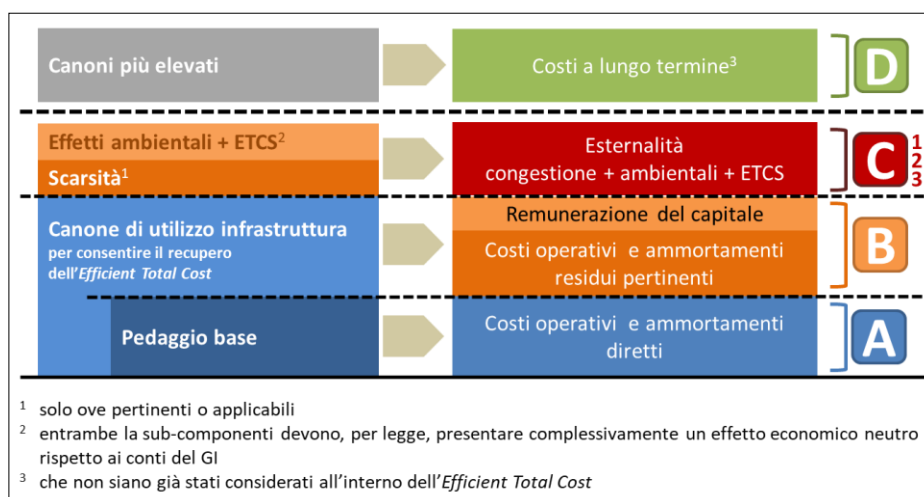 Canoni più elevati
Costi a lungo termine³
D
Effetti ambientali + ETCS²
Scarsità¹
Esternalità
congestione + ambientali + ETCS
C
1
2
3
Canone di utilizzo infrastruttura
per consentire il recupero
dell'Efficient Total Cost
Remunerazione del capitale
Costi operativi e ammortamenti
residui pertinenti
B
Pedaggio base
Costi operativi e ammortamenti
diretti
A
¹ solo ove pertinenti o applicabili
² entrambe la sub-componenti devono, per legge, presentare complessivamente un effetto economico neutro
rispetto ai conti del GI
³ che non siano già stati considerati all'interno dell'Efficient Total Cost